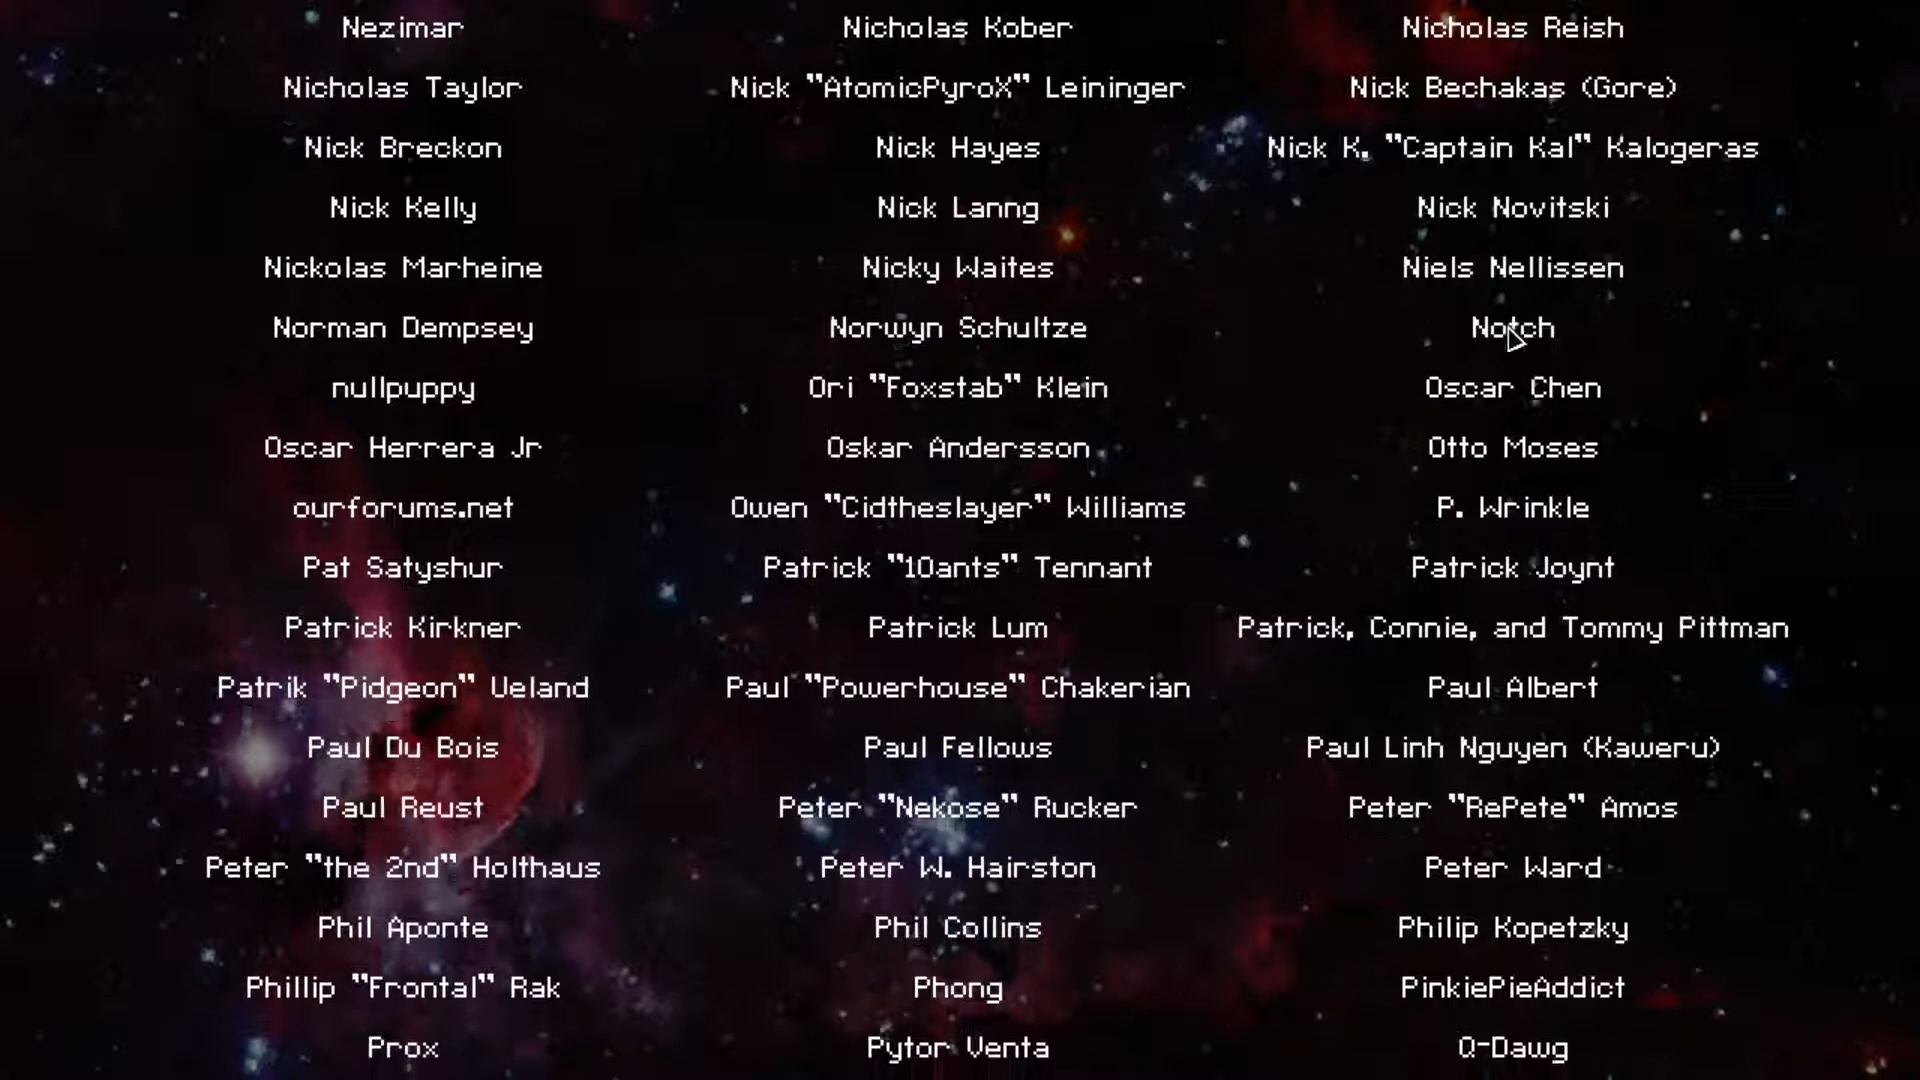 Nezimar Nicholas Kober Nicholas Reish
Nicholas Taylor Nick "AtomicPyroX" Leininger Nick Bechakas (Gore)
Nick Breckon Nick Hayes Nick K. "Captain Kal" Kalogeras
Nick Kelly Nick Lanng Nick Novitski
Nickolas Marheine Nicky Waites Niels Nellissen
Norman Dempsey Norwyn Schultze Notch
nullpuppy Ori "Foxstab" Klein Oscar Chen
Oscar Herrera Jr Oskar Andersson Otto Moses
ourforums.net Owen "Cidtheslayer" Williams P. Wrinkle
Pat Satyshur Patrick "10ants" Tennant Patrick Joynt
Patrick Kirkner Patrick Lum Patrick, Connie, and Tommy Pittman
Patrik "Pidgeon" Ueland Paul "Powerhouse" Chakerian Paul Albert
Paul Du Bois Paul Fellows Paul Linh Nguyen (Kaweru)
Paul Reust Peter "Nekose" Rucker Peter "RePete" Amos
Peter "the 2nd" Holthaus Peter W. Hairston Peter Ward
Phil Aponte Phil Collins Philip Kopetzky
Phillip "Frontal" Rak Phong PinkiePieAddict
Prox Pytor Venta Q-Dawg